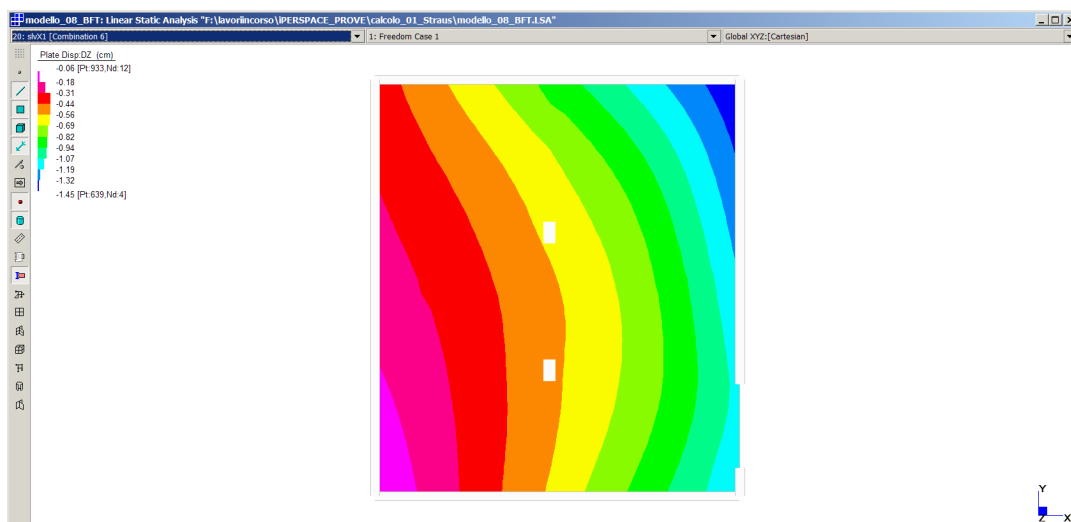 modello_08_BFT: Linear Static Analysis "F:\lavoriincorso\iPERSPACE_PROVE\calcolo_01_Straus\modello_08_BFT.LSA"
20: slvX1 [Combination 6] 1: Freedom Case 1 Global XYZ:[Cartesian]
Plate Disp:DZ (cm)
-0.06 [Pt:933,Nd:12]
-0.18
-0.31
-0.44
-0.56
-0.69
-0.82
-0.94
-1.07
-1.19
-1.32
-1.45 [Pt:639,Nd:4]
Y
Z X